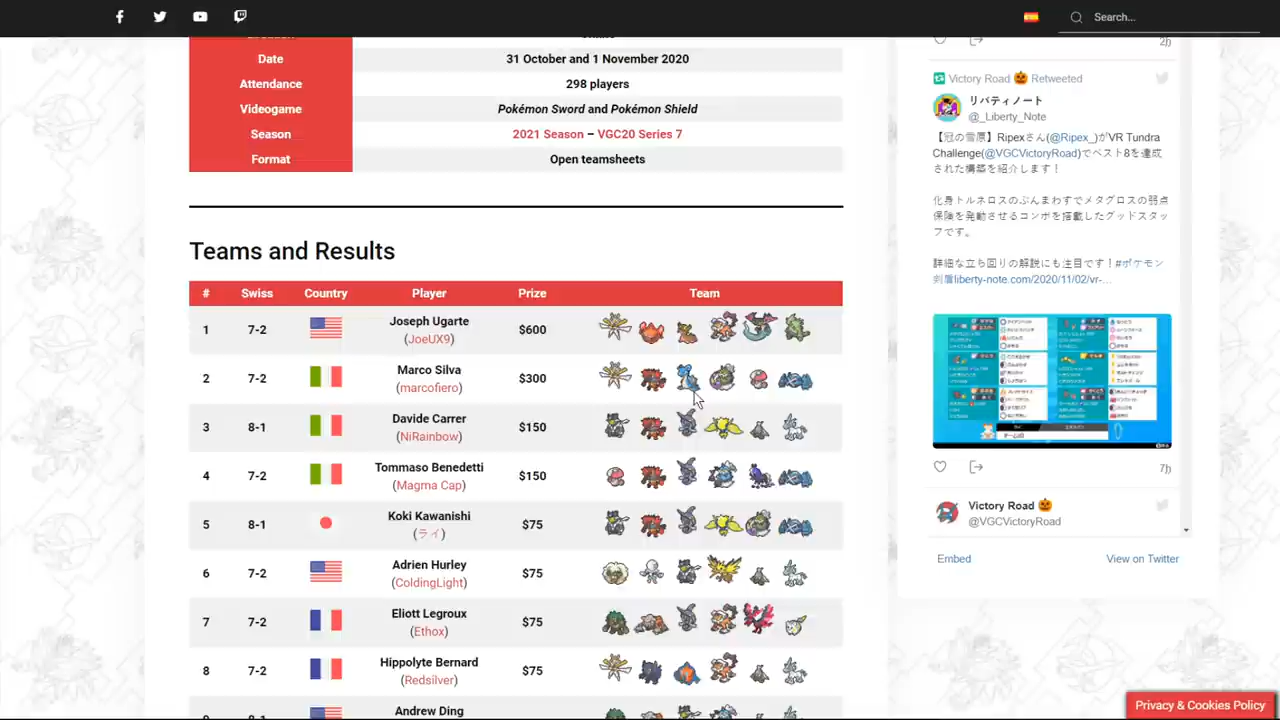 Search...
Date
31 October and 1 November 2020
Attendance
298 players
Videogame
Pokémon Sword and Pokémon Shield
Season
2021 Season – VGC20 Series 7
Format
Open teamsheets
Teams and Results
# Swiss Country Player Prize Team
1 7-2 Joseph Ugarte $600
(JoeUX9)
2 7-2 Marco Silva $300
3 8-1 Davide Carrer $150
(NiRainbow)
4 7-2 Tommaso Benedetti $150
(Magma Cap)
5 8-1 Koki Kawanishi $75
(ライ)
6 7-2 Adrien Hurley $75
(ColdingLight)
7 7-2 Eliott Legroux $75
(Ethox)
8 7-2 Hippolyte Bernard $75
(Redsilver)
Andrew Ding
Victory Road 🎃 Retweeted
リバティノート
@_Liberty_Note
【冠の雪原】Ripexさん(@Ripex_)がVR Tundra
Challenge(@VGCVictoryRoad)でベスト8を達成
された構築を紹介します！
化身トルネロスのぶんまわすでメタグロスの弱点
保険を発動させるコンボを搭載したグッドスタッ
フです。
詳細な立ち回りの解説にも注目です！#ポケモン
剣盾liberty-note.com/2020/11/02/vr-…
Victory Road 🎃
@VGCVictoryRoad
Embed
View on Twitter
Privacy & Cookies Policy